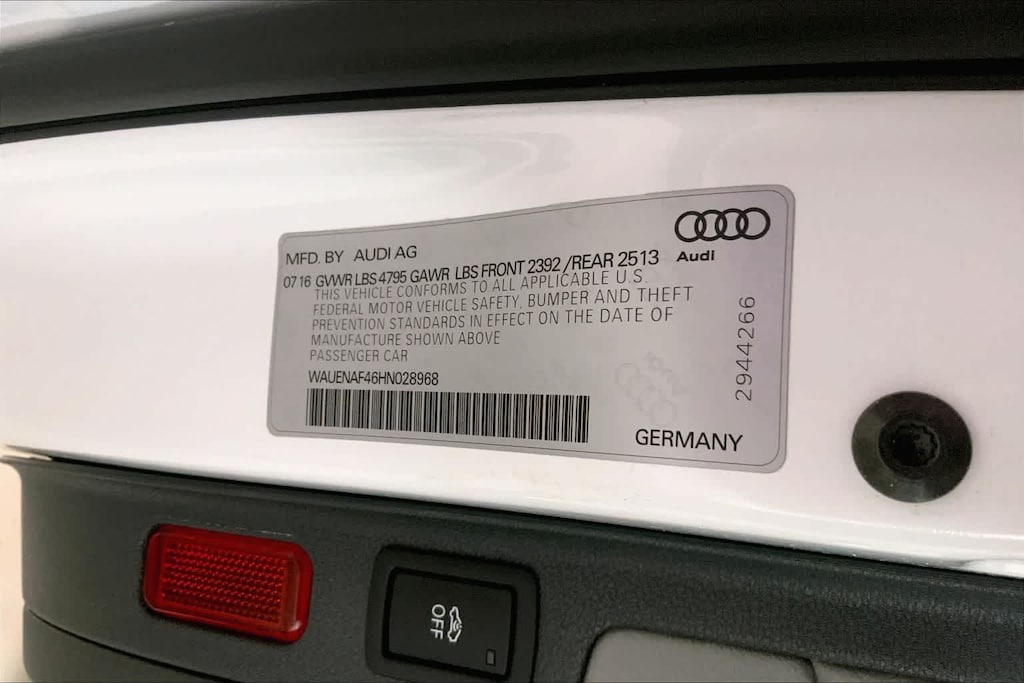 MFD. BY AUDI AG
Audi
07 16 GVWR LBS 4795 GAWR LBS FRONT 2392 /REAR 2513
THIS VEHICLE CONFORMS TO ALL APPLICABLE U.S.
FEDERAL MOTOR VEHICLE SAFETY, BUMPER AND THEFT
PREVENTION STANDARDS IN EFFECT ON THE DATE OF
MANUFACTURE SHOWN ABOVE
PASSENGER CAR
WAUENAF46HN028968
2944266
GERMANY
OFF